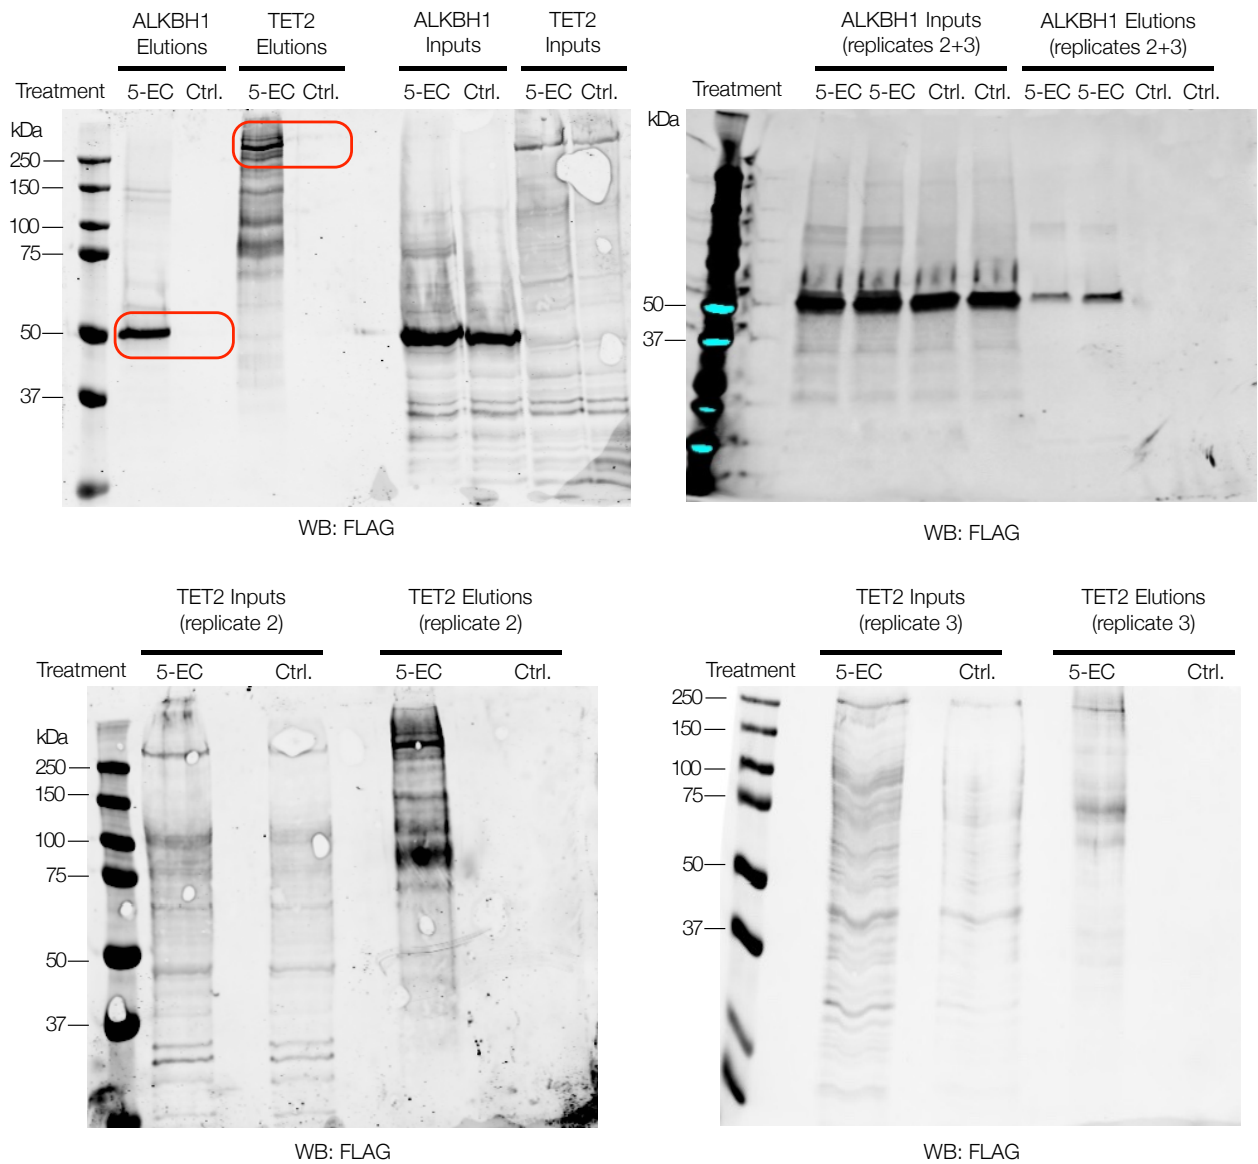 ALKBH1 TET2 ALKBH1 TET2
Elutions Elutions Inputs Inputs
Treatment 5-EC Ctrl. 5-EC Ctrl. 5-EC Ctrl. 5-EC Ctrl.
kDa
250
150
100
75
50
37
WB: FLAG
ALKBH1 Inputs ALKBH1 Elutions
(replicates 2+3) (replicates 2+3)
Treatment 5-EC 5-EC Ctrl. Ctrl. 5-EC 5-EC Ctrl. Ctrl.
kDa
50
37
WB: FLAG
TET2 Inputs TET2 Elutions
(replicate 2) (replicate 2)
Treatment 5-EC Ctrl. 5-EC Ctrl.
kDa
250
150
100
75
50
37
WB: FLAG
TET2 Inputs TET2 Elutions
(replicate 3) (replicate 3)
Treatment 5-EC Ctrl. 5-EC Ctrl.
250
150
100
75
50
37
WB: FLAG